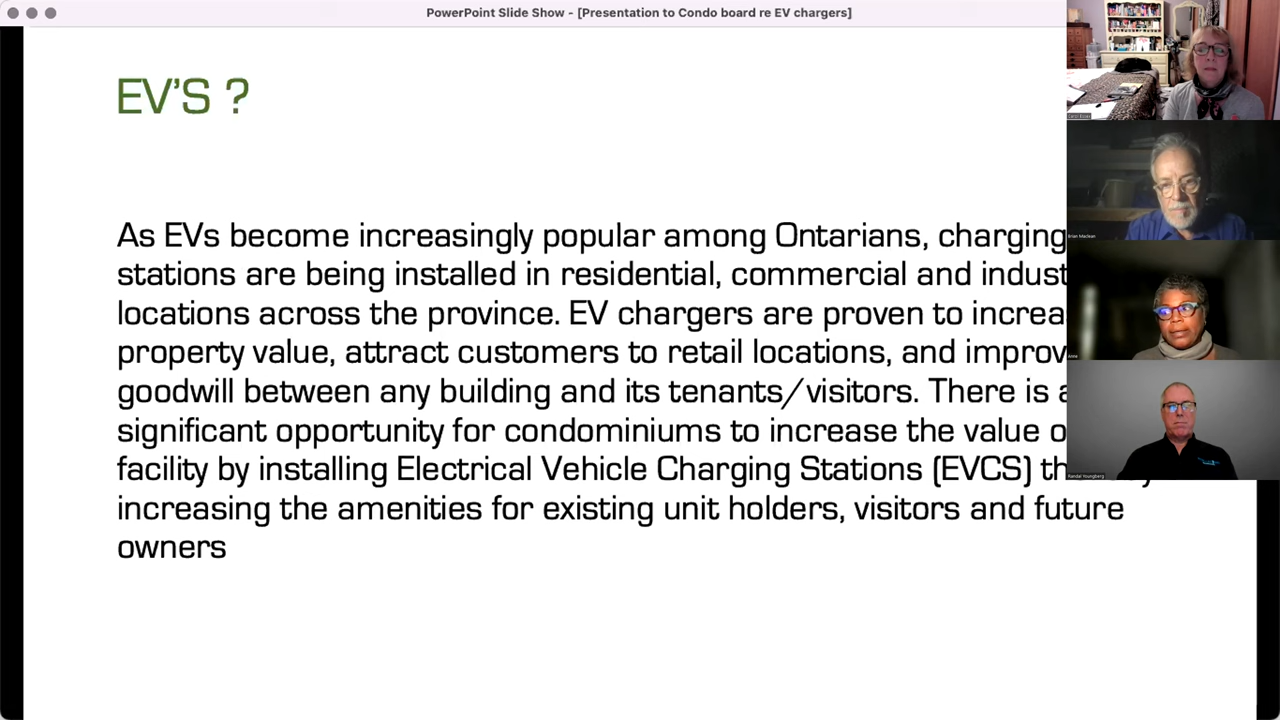 PowerPoint Slide Show - [Presentation to Condo board re EV chargers]
EV'S ?
As EVs become increasingly popular among Ontarians, charging
stations are being installed in residential, commercial and indust
locations across the province. EV chargers are proven to increa
property value, attract customers to retail locations, and improv
goodwill between any building and its tenants/visitors. There is a
significant opportunity for condominiums to increase the value o
facility by installing Electrical Vehicle Charging Stations (EVCS) th
increasing the amenities for existing unit holders, visitors and future
owners
Brian Maclean
Randal Youngberg